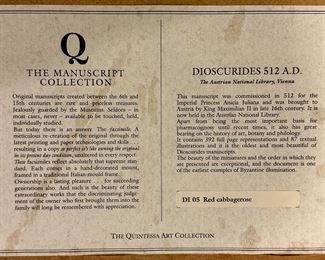 Q
THE MANUSCRIPT
COLLECTION
Original manuscripts created between the 6th and
15th centuries are rare and priceless treasures.
Jealously guarded by the Museums. Seldom - in
most cases, never - available to be touched, held,
individually studied.
But today there is an answer. The facsimile. A
meticulous re-creation of the original through the
latest printing and paper technologies and skills ..
resulting in a copy so perfect it's like owning the original
in its present day condition, uncorrected in every respect.
These facsimiles reflect absolutely that supreme stan-
dard. Each comes in a traditional French mount,
framed in a traditional Italian-mould frame.
Ownership is a lasting pleasure . . . for succeeding
generations also. And such is the beauty of these
extraordinary works that the discriminating judge-
ment of the owner who first brought them into the
family will long be remembered with appreciation.
DIOSCURIDES 512 A.D.
The Austrian National Library, Vienna
This manuscript was commissioned in 512 for the
Imperial Princess Anicia Juliana and was brought to
Austria by King Maximilian II in late 16th century. It is
now held in the Austrian National Library.
Apart from being the most important basis for
pharmacognosy until recent times, it also has great
bearing on the history of art, botany and philology.
It contains 392 full page miniatures and 87 textual
illustrations and it is the oldest and most beautiful of
Dioscurides manuscripts.
The beauty of the miniatures and the order in which they
are presented are exceptional, and the document is one
of the earliest examples of Byzantine illumination.
DI 05 Red cabbagerose
THE QUINTESSA ART COLLECTION